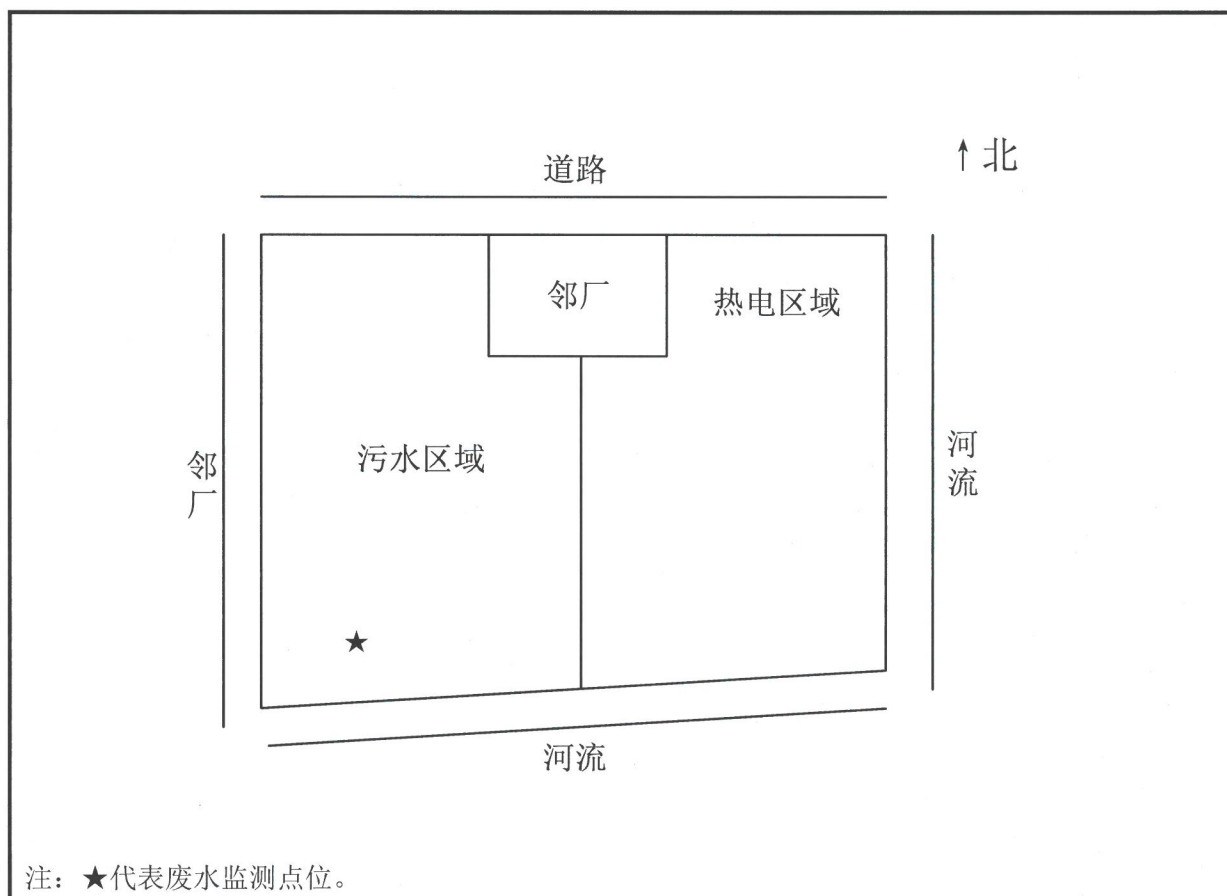 道路
↑北
邻厂
热电区域
污水区域
邻厂
河流
河流
注：★代表废水监测点位。